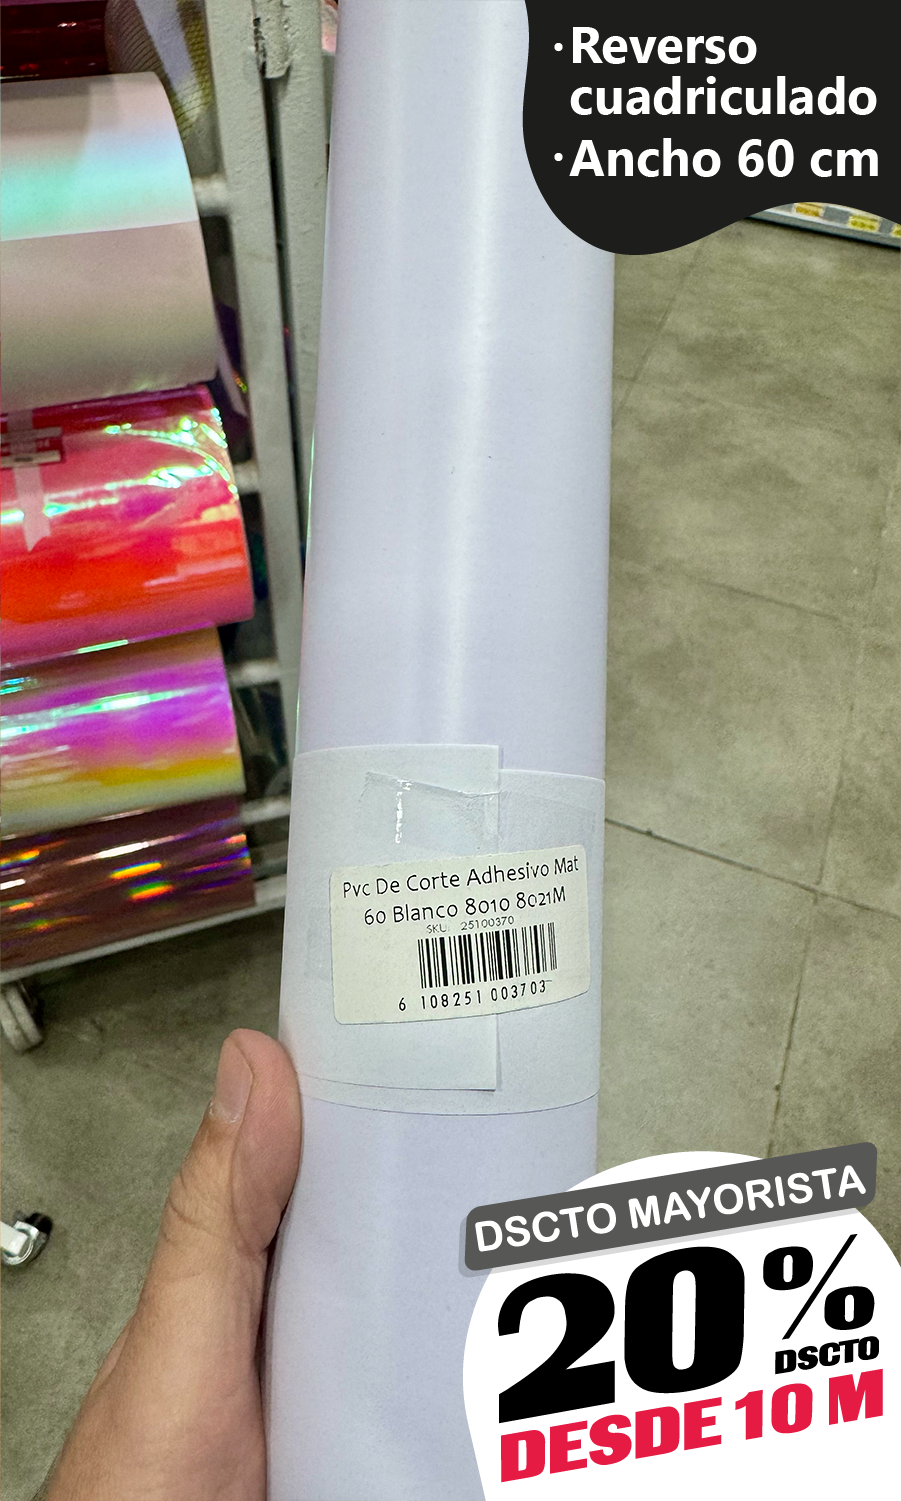 · Reverso
cuadriculado
· Ancho 60 cm
Pvc De Corte Adhesivo Mat
60 Blanco 8010 8021M
SKU: 25100370
6 108251 003703
DSCTO MAYORISTA
20%
DSCTO
DESDE 10 M